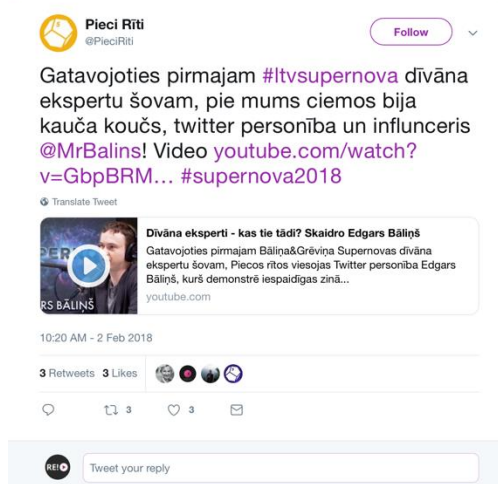 Pieci Rīti
@PieciRiti
Follow
Gatavojoties pirmajam #ltvsupernova dīvāna
ekspertu šovam, pie mums ciemos bija
kauča koučs, twitter personība un influnceris
@MrBalins! Video youtube.com/watch?
v=GbpBRM… #supernova2018
Translate Tweet
Dīvāna eksperti - kas tie tādi? Skaidro Edgars Bāliņš
Gatavojoties pirmajam Bāliņa&Grēviņa Supernovas dīvāna
ekspertu šovam, Piecos rītos viesojas Twitter personība Edgars
Bāliņš, kurš demonstrē iespaidīgas zinā...
youtube.com
PER
RS BĀLIŅŠ
10:20 AM - 2 Feb 2018
3 Retweets 3 Likes
3 3
RE!O
Tweet your reply